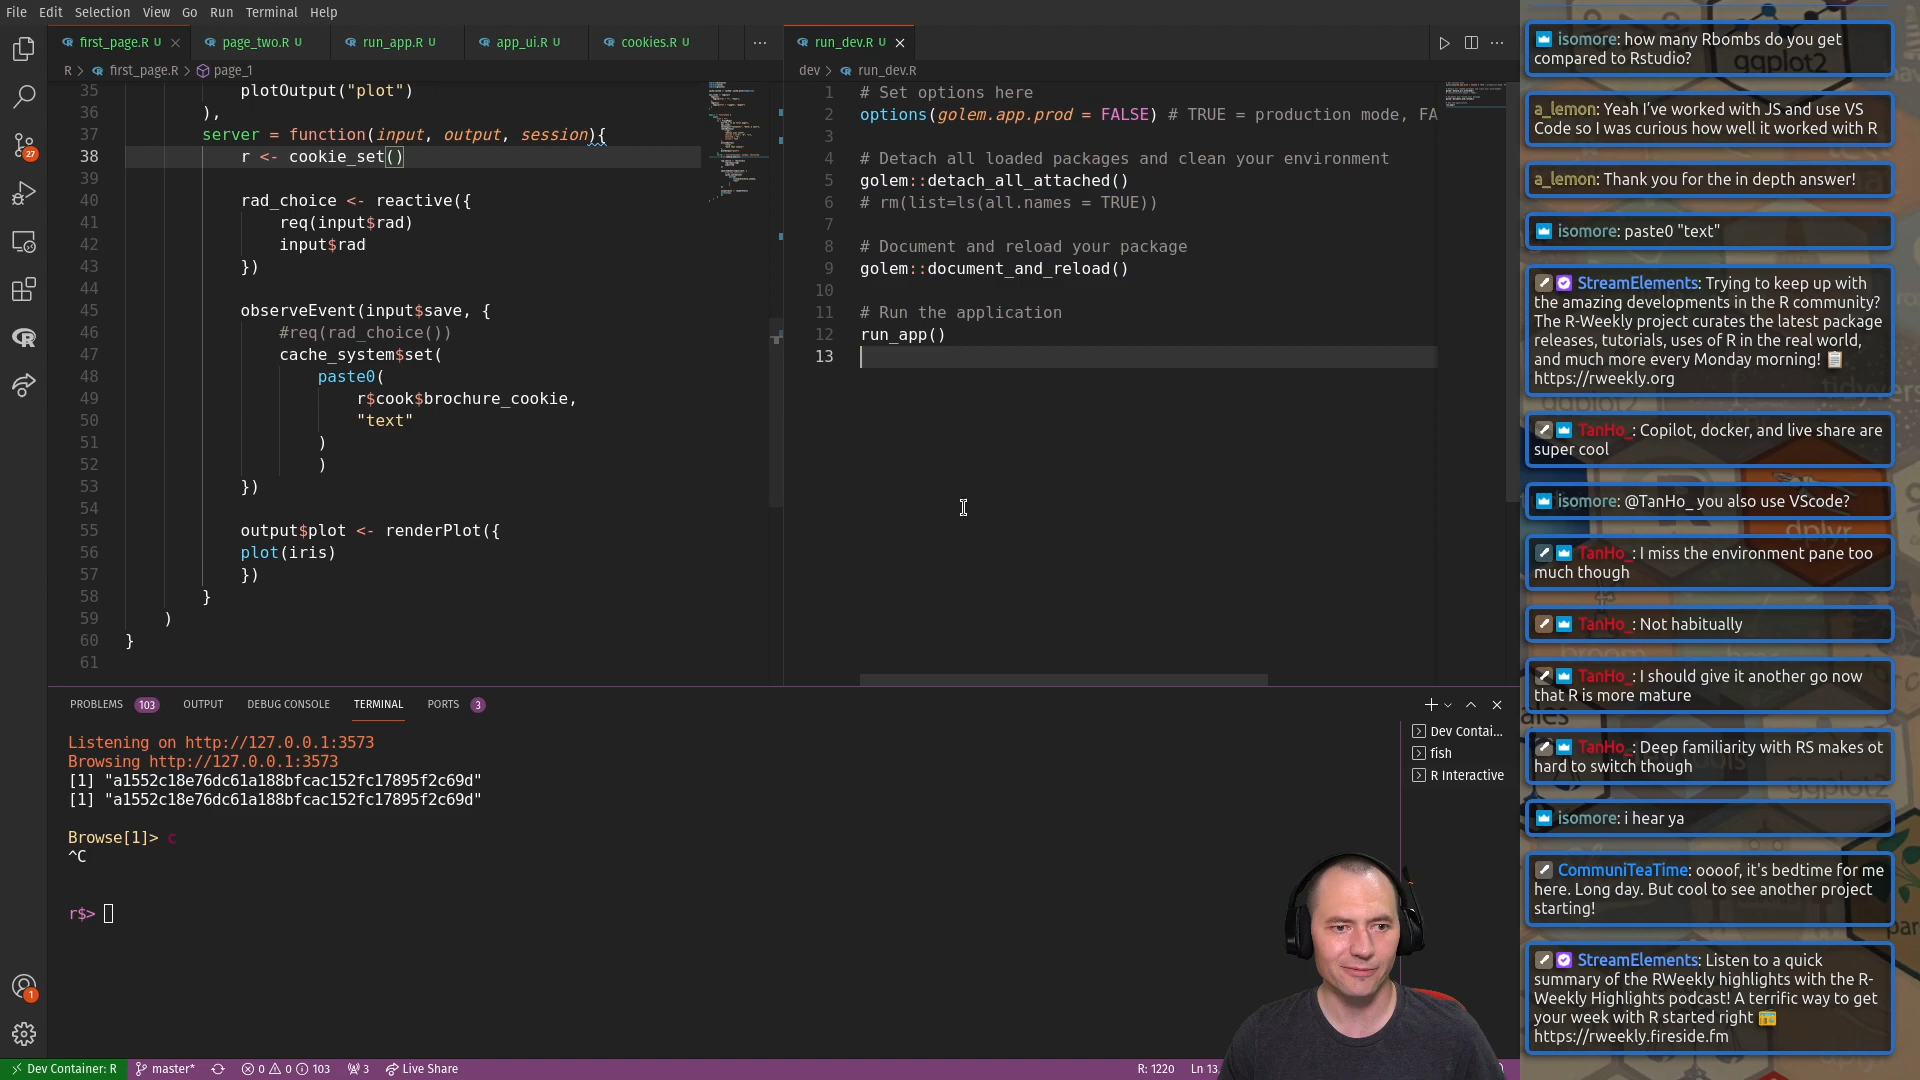 File Edit Selection View Go Run Terminal Help
first_page.R U
page_two.R U
run_app.R U
app_ui.R U
cookies.R U
R > first_page.R > page_1
35 plotOutput("plot")
36 ),
37 server = function(input, output, session){
38 r <- cookie_set()
39
40 rad_choice <- reactive({
41 req(input$rad)
42 input$rad
43 })
44
45 observeEvent(input$save, {
46 #req(rad_choice())
47 cache_system$set(
48 paste0(
49 r$cook$brochure_cookie,
50 "text"
51 )
52 )
53 })
54
55 output$plot <- renderPlot({
56 plot(iris)
57 })
58 }
59 )
60 }
61
run_dev.R U
dev > run_dev.R
1 # Set options here
2 options(golem.app.prod = FALSE) # TRUE = production mode, FA
3
4 # Detach all loaded packages and clean your environment
5 golem::detach_all_attached()
6 # rm(list=ls(all.names = TRUE))
7
8 # Document and reload your package
9 golem::document_and_reload()
10
11 # Run the application
12 run_app()
13
PROBLEMS 103 OUTPUT DEBUG CONSOLE TERMINAL PORTS 3
Listening on http://127.0.0.1:3573
Browsing http://127.0.0.1:3573
[1] "a1552c18e76dc61a188bfcac152fc17895f2c69d"
[1] "a1552c18e76dc61a188bfcac152fc17895f2c69d"
Browse[1]> c
^C
r$>
Dev Contai...
fish
R Interactive
27
1
Dev Container: R master* 0 0 103 3 Live Share R: 1220 Ln 13,
isomore: how many Rbombs do you get
compared to Rstudio?
a_lemon: Yeah I've worked with JS and use VS
Code so I was curious how well it worked with R
a_lemon: Thank you for the in depth answer!
isomore: paste0 "text"
StreamElements: Trying to keep up with
the amazing developments in the R community?
The R-Weekly project curates the latest package
releases, tutorials, uses of R in the real world,
and much more every Monday morning! 📋
https://rweekly.org
TanHo_: Copilot, docker, and live share are
super cool
isomore: @TanHo_ you also use VScode?
TanHo_: I miss the environment pane too
much though
TanHo_: Not habitually
TanHo_: I should give it another go now
that R is more mature
TanHo_: Deep familiarity with RS makes ot
hard to switch though
isomore: i hear ya
CommuniTeaTime: oooof, it's bedtime for me
here. Long day. But cool to see another project
starting!
StreamElements: Listen to a quick
summary of the RWeekly highlights with the R-
Weekly Highlights podcast! A terrific way to get
your week with R started right 📻
https://rweekly.fireside.fm
ggplot2
dplyr
broom
ggplot2